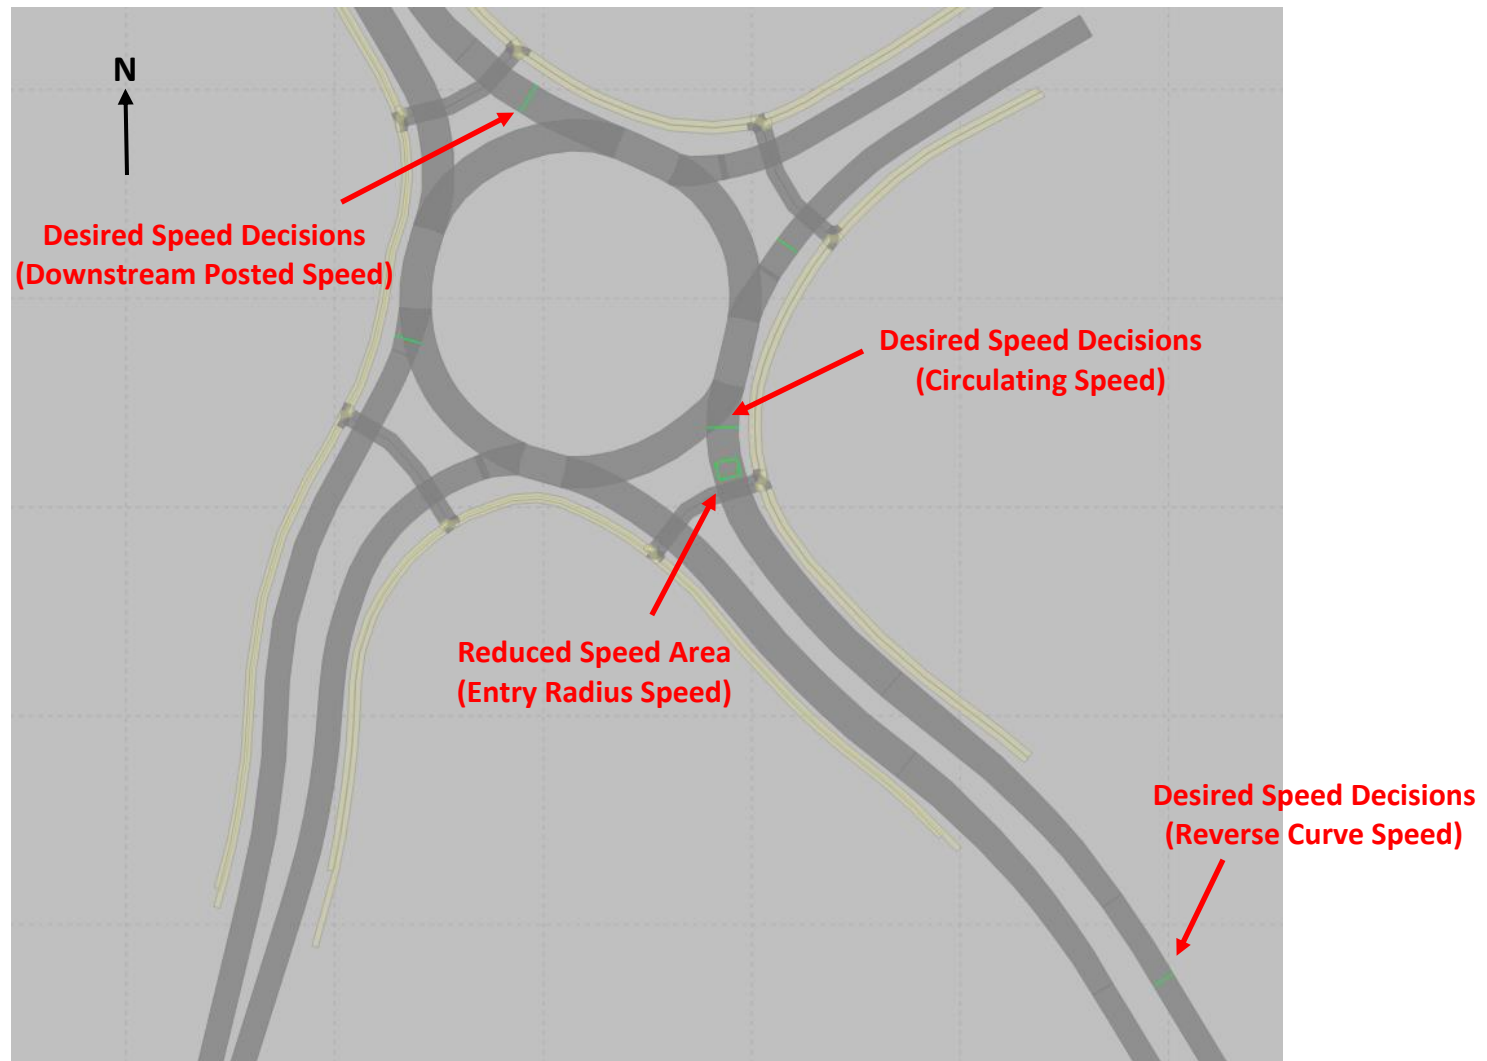 N
Desired Speed Decisions
(Downstream Posted Speed)
Desired Speed Decisions
(Circulating Speed)
Reduced Speed Area
(Entry Radius Speed)
Desired Speed Decisions
(Reverse Curve Speed)